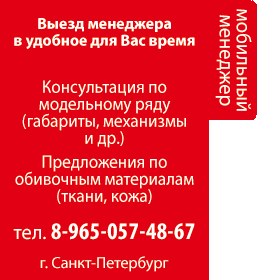 Выезд менеджера
в удобное для Вас время
Консультация по
модельному ряду
(габариты, механизмы
и др.)
Предложения по
обивочным материалам
(ткани, кожа)
тел. 8-965-057-48-67
г. Санкт-Петербург
мобильный
менеджер